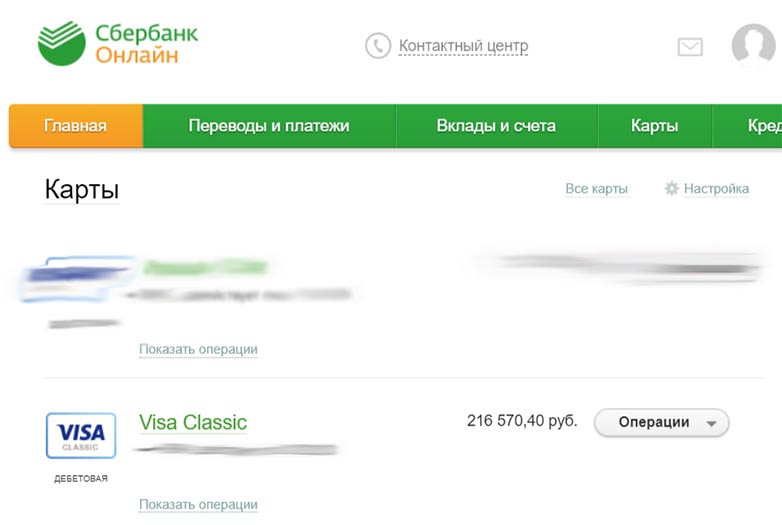 Сбербанк
Онлайн
Контактный центр
Главная
Переводы и платежи
Вклады и счета
Карты
Кред
Карты
Все карты
Настройка
Показать операции
VISA
CLASSIC
ДЕБЕТОВАЯ
Visa Classic
216 570,40 руб.
Операции
Показать операции